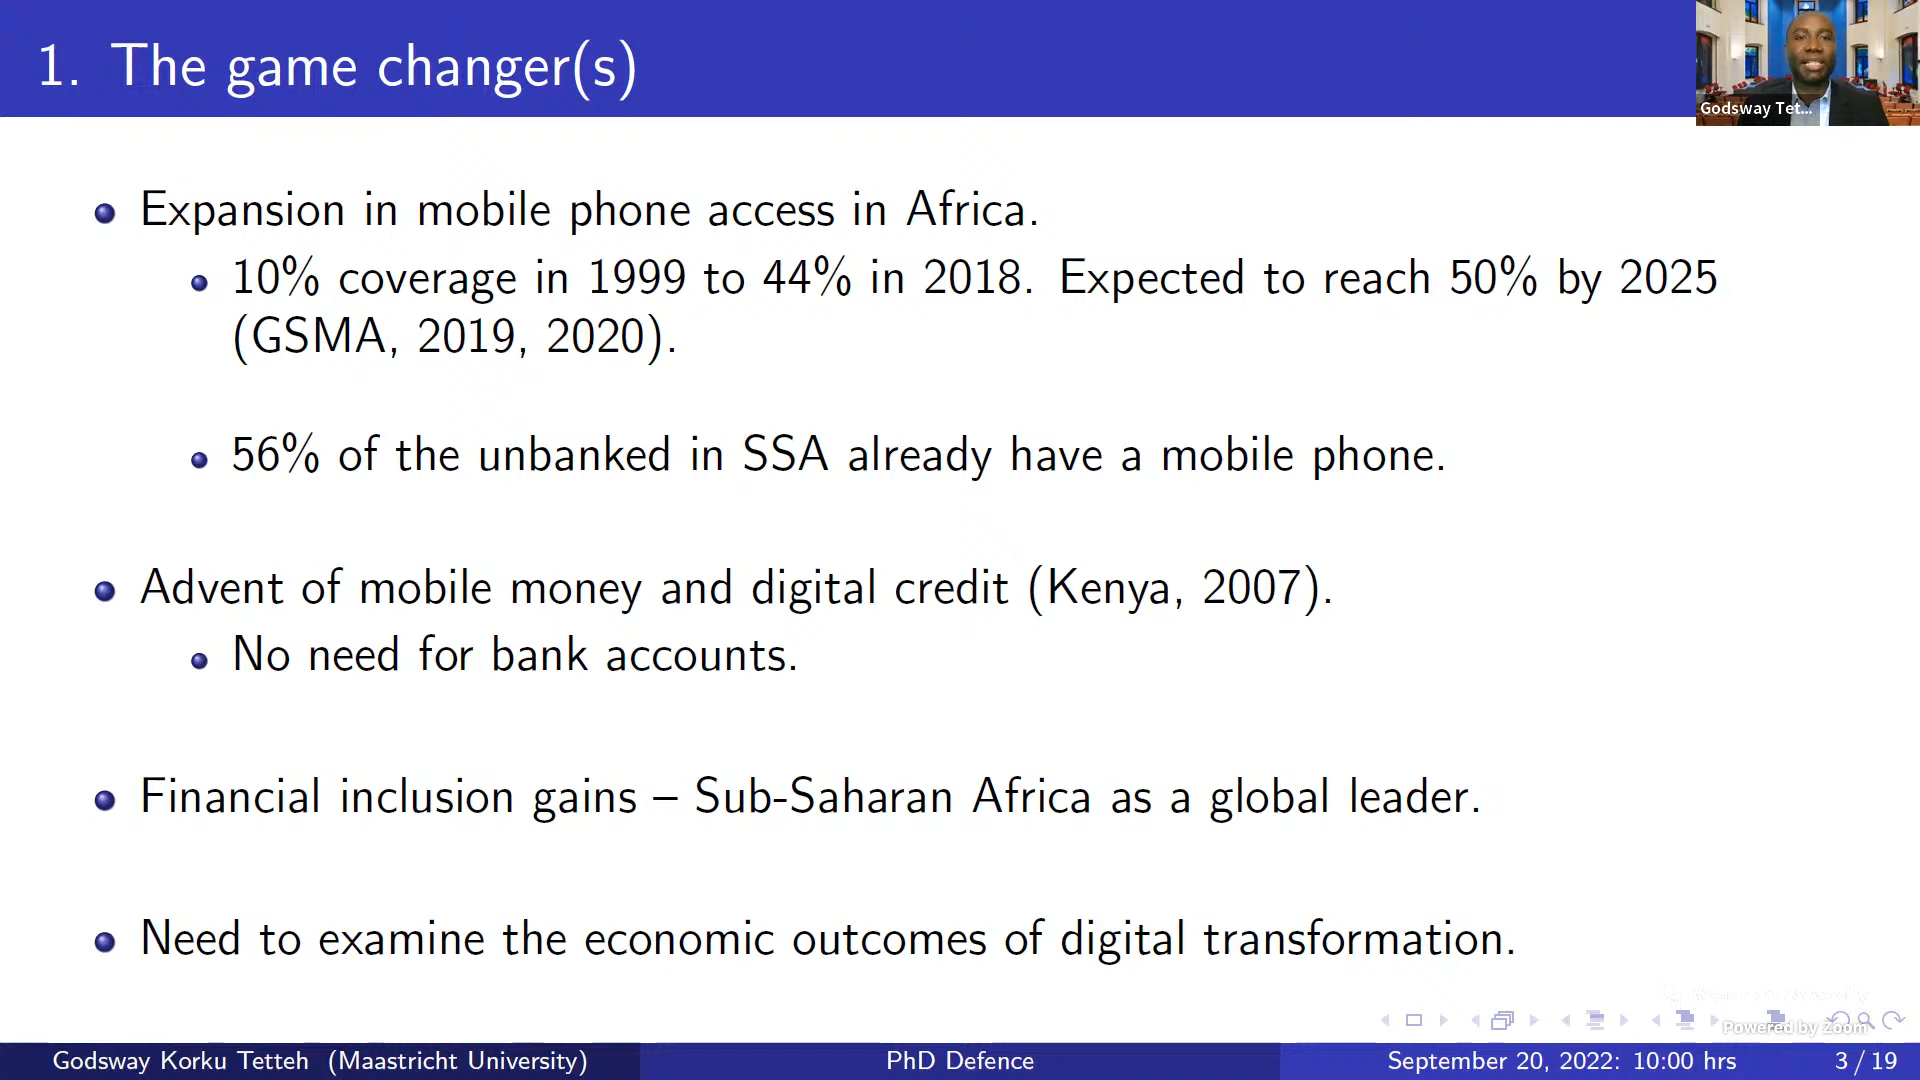 1. The game changer(s)
Godsway Tet...
Expansion in mobile phone access in Africa.
10% coverage in 1999 to 44% in 2018. Expected to reach 50% by 2025
(GSMA, 2019, 2020).
56% of the unbanked in SSA already have a mobile phone.
Advent of mobile money and digital credit (Kenya, 2007).
No need for bank accounts.
Financial inclusion gains – Sub-Saharan Africa as a global leader.
Need to examine the economic outcomes of digital transformation.
Powered by Zoom
Godsway Korku Tetteh (Maastricht University)
PhD Defence
September 20, 2022: 10:00 hrs
3 / 19